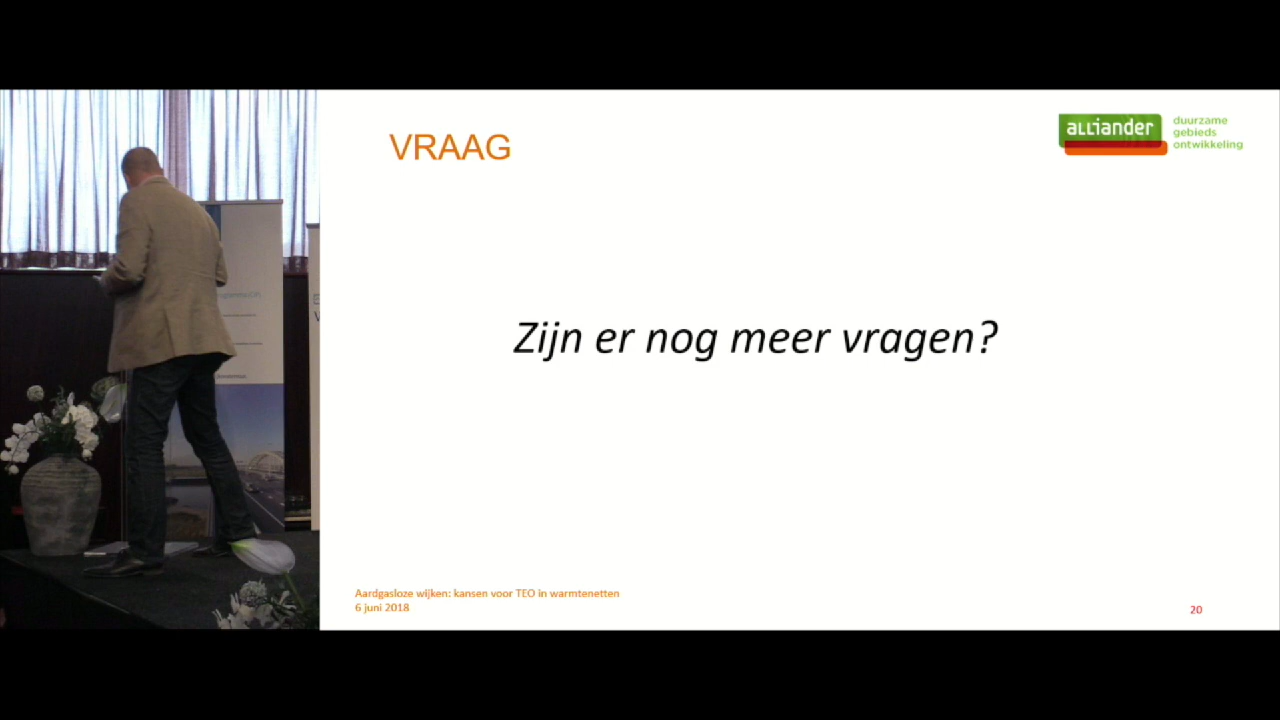 VRAAG
alliander
duurzame
gebieds
ontwikkeling
Zijn er nog meer vragen?
Aardgasloze wijken: kansen voor TEO in warmtenetten
6 juni 2018
20